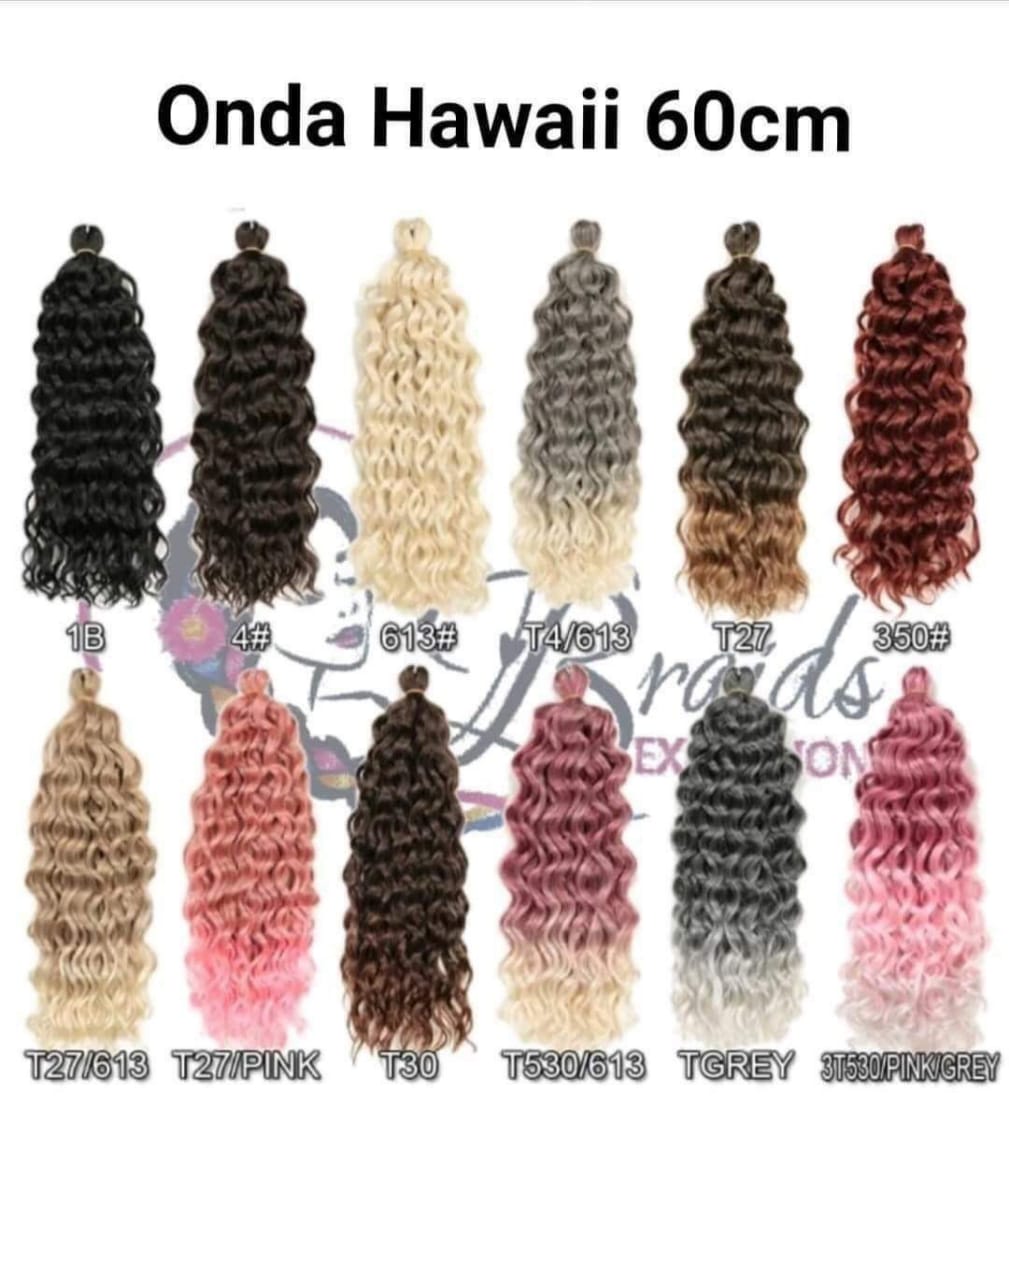 Onda Hawaii 60cm
1B 4# 613# T4/613 T27 350#
Braids
T27/613 T27/PINK T30 T530/613 TGREY 3T530/PINK/GREY